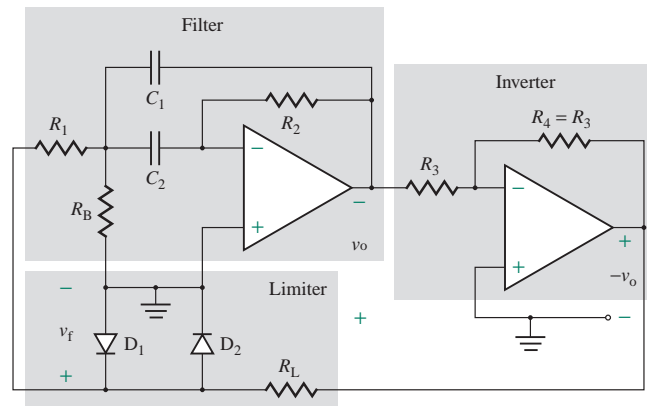 Filter
C1
R2
R1
C2
RB
−
+
−
vo
Inverter
R4 = R3
R3
−
+
+
−vo
−
Limiter
−
vf
+
D1
D2
RL
+